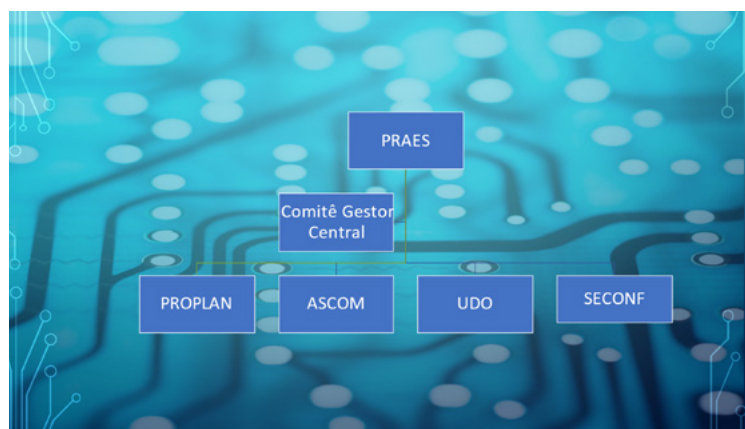 PRAES
Comitê Gestor
Central
PROPLAN
ASCOM
UDO
SECONF